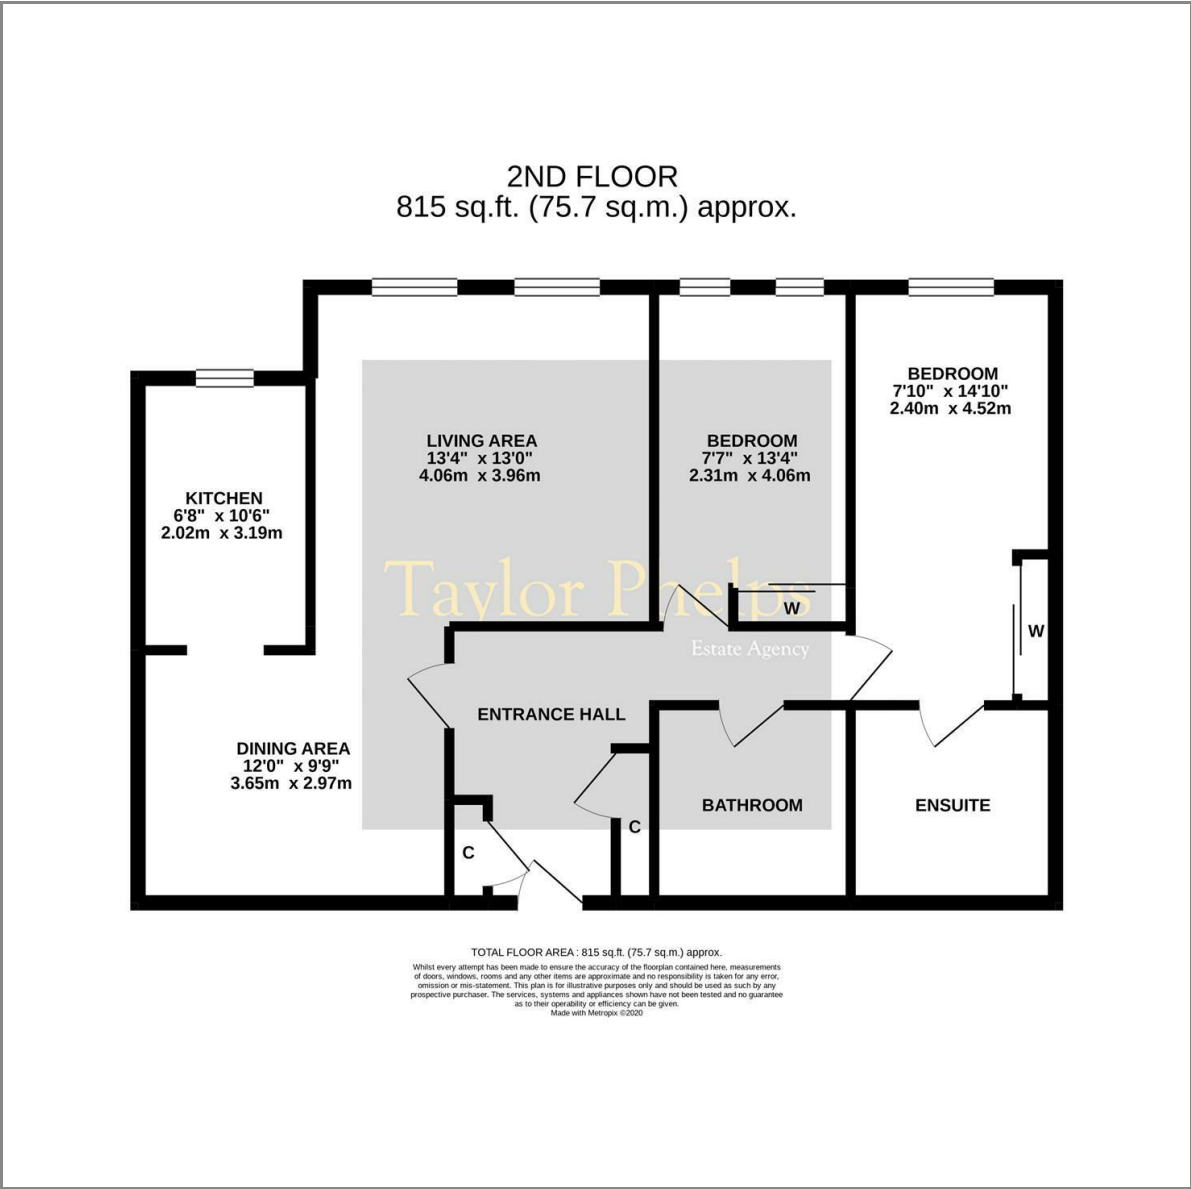 2ND FLOOR
815 sq.ft. (75.7 sq.m.) approx.
BEDROOM
7'10" x 14'10"
2.40m x 4.52m
LIVING AREA
13'4" x 13'0"
4.06m x 3.96m
BEDROOM
7'7" x 13'4"
2.31m x 4.06m
KITCHEN
6'8" x 10'6"
2.02m x 3.19m
Taylor Phelps
Estate Agency
W
W
ENTRANCE HALL
DINING AREA
12'0" x 9'9"
3.65m x 2.97m
BATHROOM
ENSUITE
C
C
TOTAL FLOOR AREA : 815 sq.ft. (75.7 sq.m.) approx.
Whilst every attempt has been made to ensure the accuracy of the floorplan contained here, measurements
of doors, windows, rooms and any other items are approximate and no responsibility is taken for any error,
omission or mis-statement. This plan is for illustrative purposes only and should be used as such by any
prospective purchaser. The services, systems and appliances shown have not been tested and no guarantee
as to their operability or efficiency can be given.
Made with Metropix ©2020